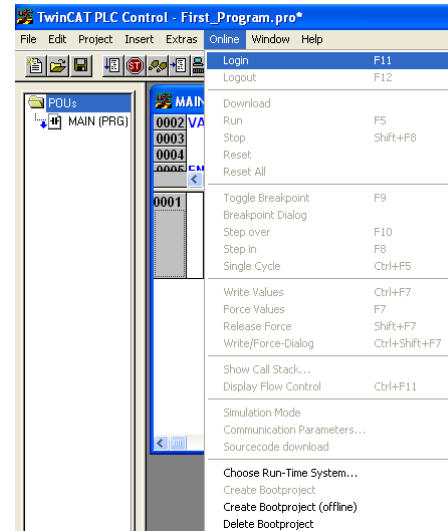 TwinCAT PLC Control - First_Program.pro*
File Edit Project Insert Extras Online Window Help
Login F11
Logout F12
POUs
MAIN (PRG)
MAIN
0002 VA
0003
0004
0005 EN
0001
Download
Run F5
Stop Shift+F8
Reset
Reset All
Toggle Breakpoint F9
Breakpoint Dialog
Step over F10
Step in F8
Single Cycle Ctrl+F5
Write Values Ctrl+F7
Force Values F7
Release Force Shift+F7
Write/Force-Dialog Ctrl+Shift+F7
Show Call Stack...
Display Flow Control Ctrl+F11
Simulation Mode
Communication Parameters...
Sourcecode download
Choose Run-Time System...
Create Bootproject
Create Bootproject (offline)
Delete Bootproject